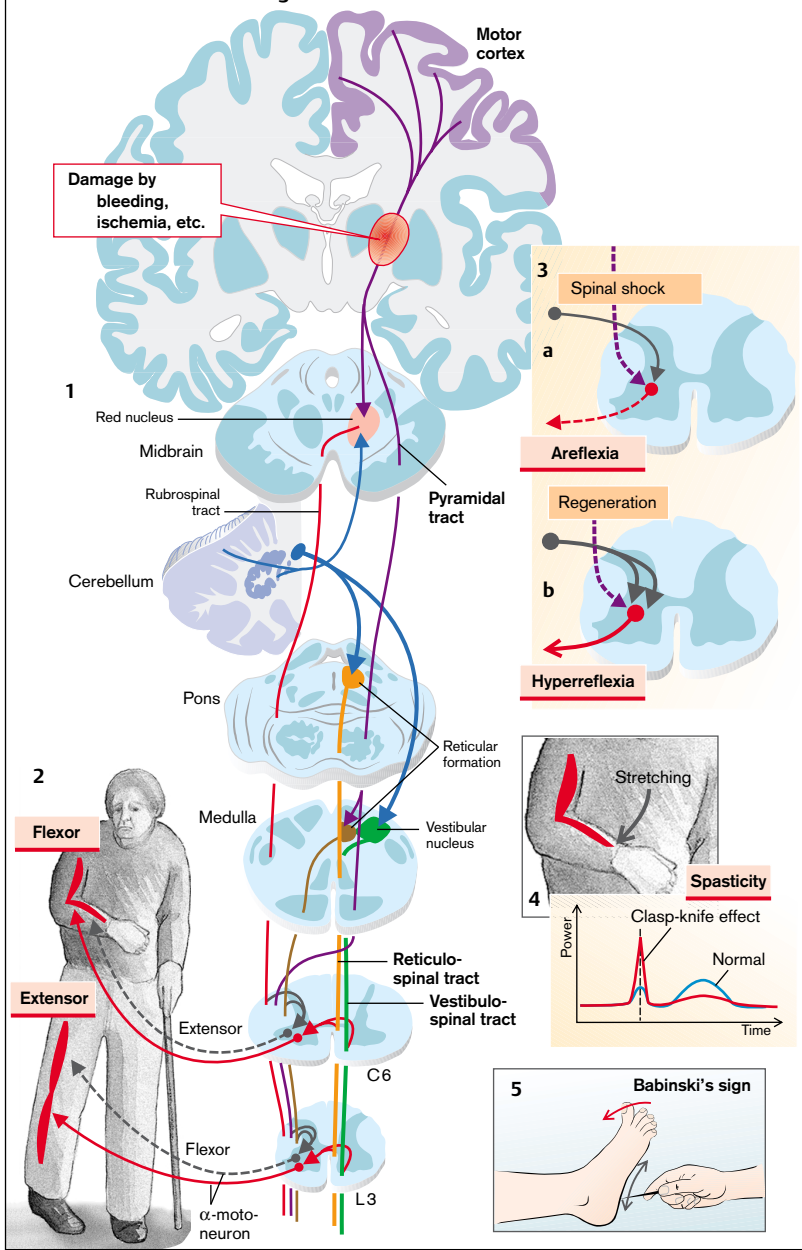 Motor
cortex
Damage by
bleeding,
ischemia, etc.
1
Red nucleus
Midbrain
Rubrospinal
tract
Pyramidal
tract
Cerebellum
Pons
Reticular
formation
Medulla
Vestibular
nucleus
Reticulo-
spinal tract
Vestibulo-
spinal tract
C6
L3
2
Flexor
Extensor
Extensor
Flexor
α-moto-
neuron
3
Spinal shock
a
Areflexia
Regeneration
b
Hyperreflexia
Stretching
4
Spasticity
Power
Clasp-knife effect
Normal
Time
5
Babinski’s sign